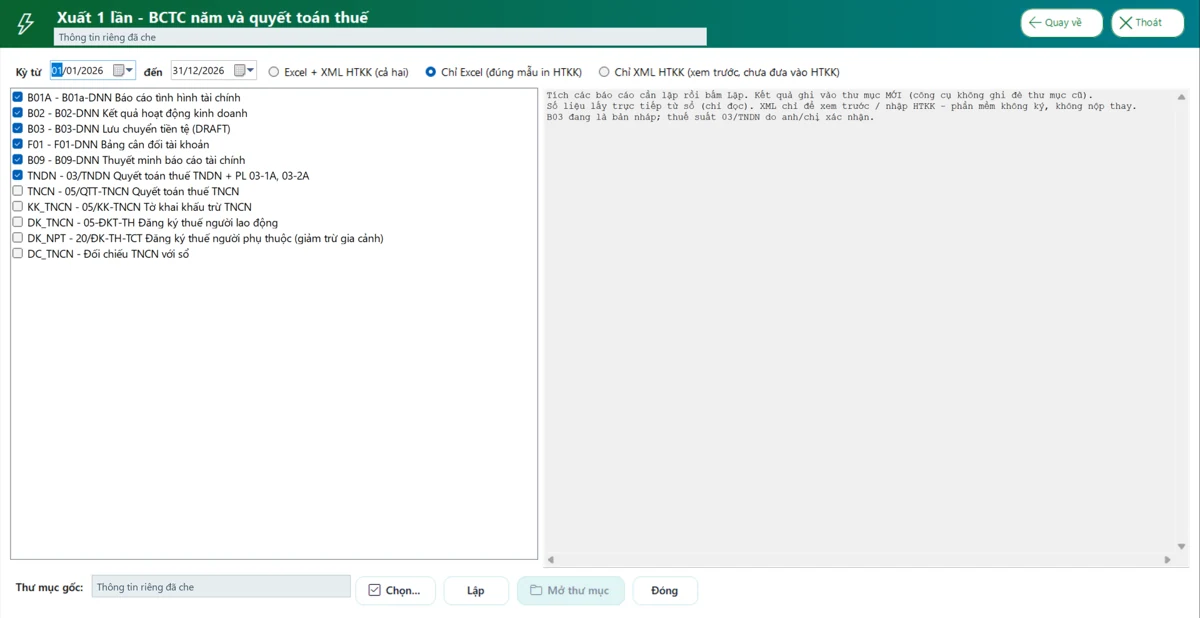 Xuất 1 lần - BCTC năm và quyết toán thuế
Thông tin riêng đã che
Quay về
Thoát
Kỳ từ 01/01/2026 đến 31/12/2026 Excel + XML HTKK (cả hai) Chỉ Excel (đúng mẫu in HTKK) Chỉ XML HTKK (xem trước, chưa đưa vào HTKK)
B01A - B01a-DNN Báo cáo tình hình tài chính
B02 - B02-DNN Kết quả hoạt động kinh doanh
B03 - B03-DNN Lưu chuyển tiền tệ (DRAFT)
F01 - F01-DNN Bảng cân đối tài khoản
B09 - B09-DNN Thuyết minh báo cáo tài chính
TNDN - 03/TNDN Quyết toán thuế TNDN + PL 03-1A, 03-2A
TNCN - 05/QTT-TNCN Quyết toán thuế TNCN
KK_TNCN - 05/KK-TNCN Tờ khai khấu trừ TNCN
DK_TNCN - 05-ĐKT-TH Đăng ký thuế người lao động
DK_NPT - 20/ĐK-TH-TCT Đăng ký thuế người phụ thuộc (giảm trừ gia cảnh)
DC_TNCN - Đối chiếu TNCN với sổ
Tích các báo cáo cần lập rồi bấm Lập. Kết quả ghi vào thư mục MỚI (công cụ không ghi đè thư mục cũ).
Số liệu lấy trực tiếp từ sổ (chỉ đọc). XML chỉ để xem trước / nhập HTKK - phần mềm không ký, không nộp thay.
B03 đang là bản nháp; thuế suất 03/TNDN do anh/chị xác nhận.
Thư mục gốc: Thông tin riêng đã che Chọn... Lập Mở thư mục Đóng